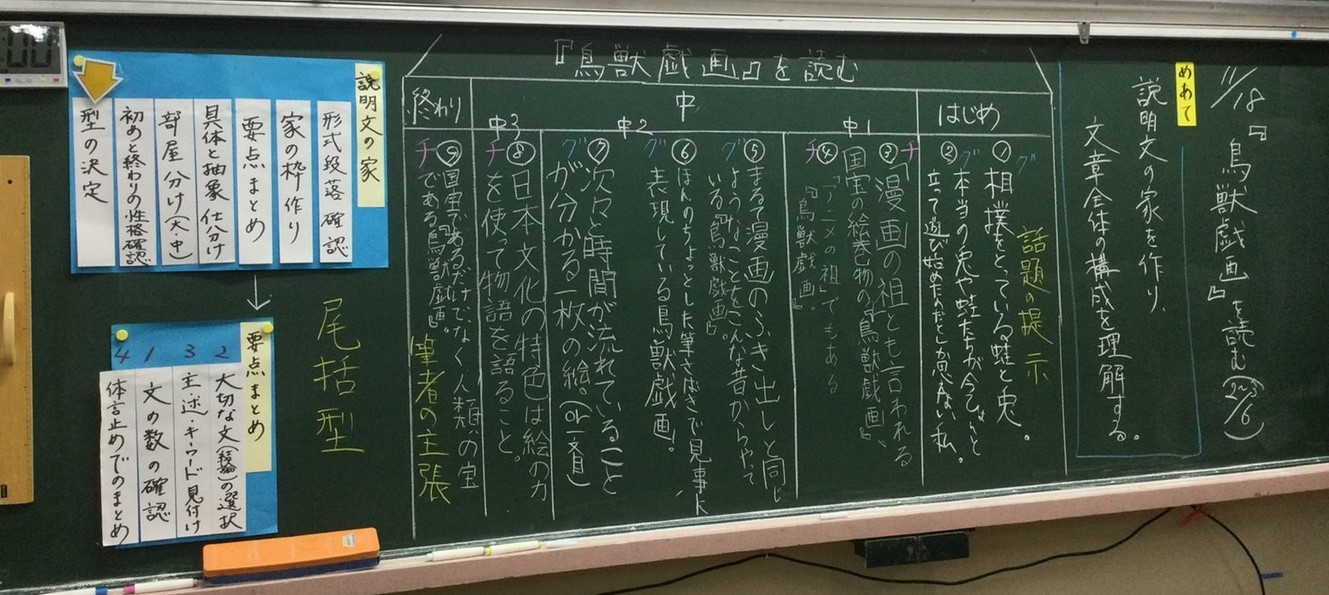 11/18『鳥獣戯画』を読む(2〜3/6)
めあて
説明文の家を作り、
文章全体の構成を理解する。
『鳥獣戯画』を読む
はじめ
中
終わり
中1
中2
中3
話題の提示
グ
①相撲をとっている蛙と兎。
グ
②本当の兎や蛙たちが今ひょいと
立って遊び始めたとしか思えない私。
チ
③「漫画の祖」とも言われる
国宝の絵巻物の『鳥獣戯画』。
チ
④「アニメの祖」でもある
『鳥獣戯画』。
グ
⑤まるで漫画のふき出しと同じ
ようなことをこんな昔からやって
いる『鳥獣戯画』。
グ
⑥ほんのちょっとした筆さばきで見事に
表現している鳥獣戯画。
グ
⑦次々と時間が流れていること
が分かる一枚の絵。(or一文目)
チ
⑧日本文化の特色は絵の力
を使って物語を語ること。
チ
⑨国宝であるだけでなく人類の宝
である『鳥獣戯画』。
筆者の主張
尾括型
説明文の家
形式段落確認
家の枠作り
要点まとめ
具体と抽象仕分け
部屋分け(大中)
初めと終わりの性格確認
型の決定
要点まとめ
2 大切な文(結論)の選択
3 主・述・キーワード見付け
1 文の数の確認
4 体言止めでのまとめ
:00